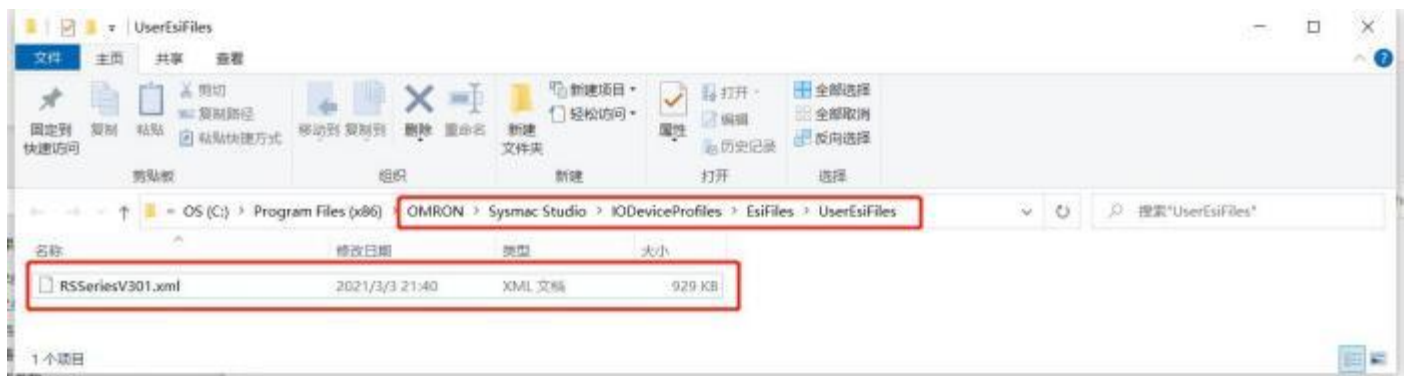 UserEsiFiles
文件 主页 共享 查看
固定到快速访问
复制
粘贴
剪切
复制路径
粘贴快捷方式
剪贴板
移动到 复制到 删除 重命名
组织
新建文件夹
新建项目
轻松访问
新建
属性
打开
编辑
历史记录
打开
全部选择
全部取消
反向选择
选择
OS (C:) > Program Files (x86) > OMRON > Sysmac Studio > IODeviceProfiles > EsiFiles > UserEsiFiles
搜索"UserEsiFiles"
名称 修改日期 类型 大小
RSSeriesV301.xml 2021/3/3 21:40 XML 文档 929 KB
1 个项目